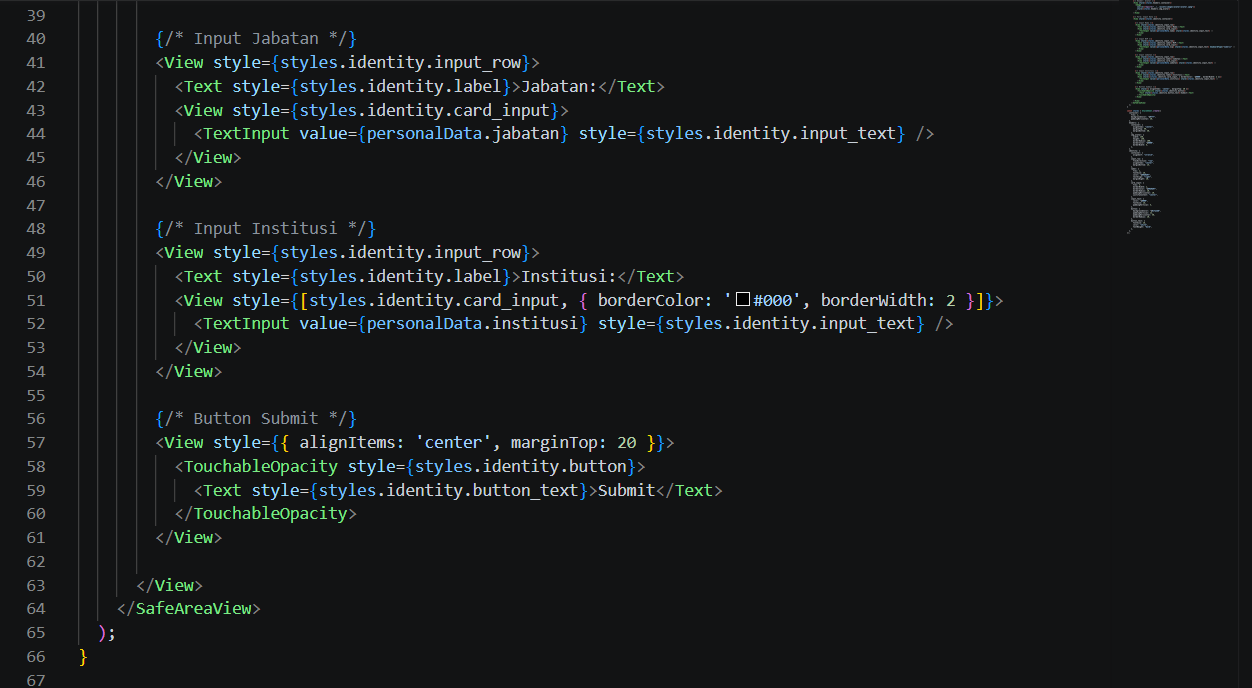 39
40 {/* Input Jabatan */}
41 <View style={styles.identity.input_row}>
42 <Text style={styles.identity.label}>Jabatan:</Text>
43 <View style={styles.identity.card_input}>
44 <TextInput value={personalData.jabatan} style={styles.identity.input_text} />
45 </View>
46 </View>
47
48 {/* Input Institusi */}
49 <View style={styles.identity.input_row}>
50 <Text style={styles.identity.label}>Institusi:</Text>
51 <View style={[styles.identity.card_input, { borderColor: '#000', borderWidth: 2 }]}>
52 <TextInput value={personalData.institusi} style={styles.identity.input_text} />
53 </View>
54 </View>
55
56 {/* Button Submit */}
57 <View style={{ alignItems: 'center', marginTop: 20 }}>
58 <TouchableOpacity style={styles.identity.button}>
59 <Text style={styles.identity.button_text}>Submit</Text>
60 </TouchableOpacity>
61 </View>
62
63 </View>
64 </SafeAreaView>
65 );
66 }
67